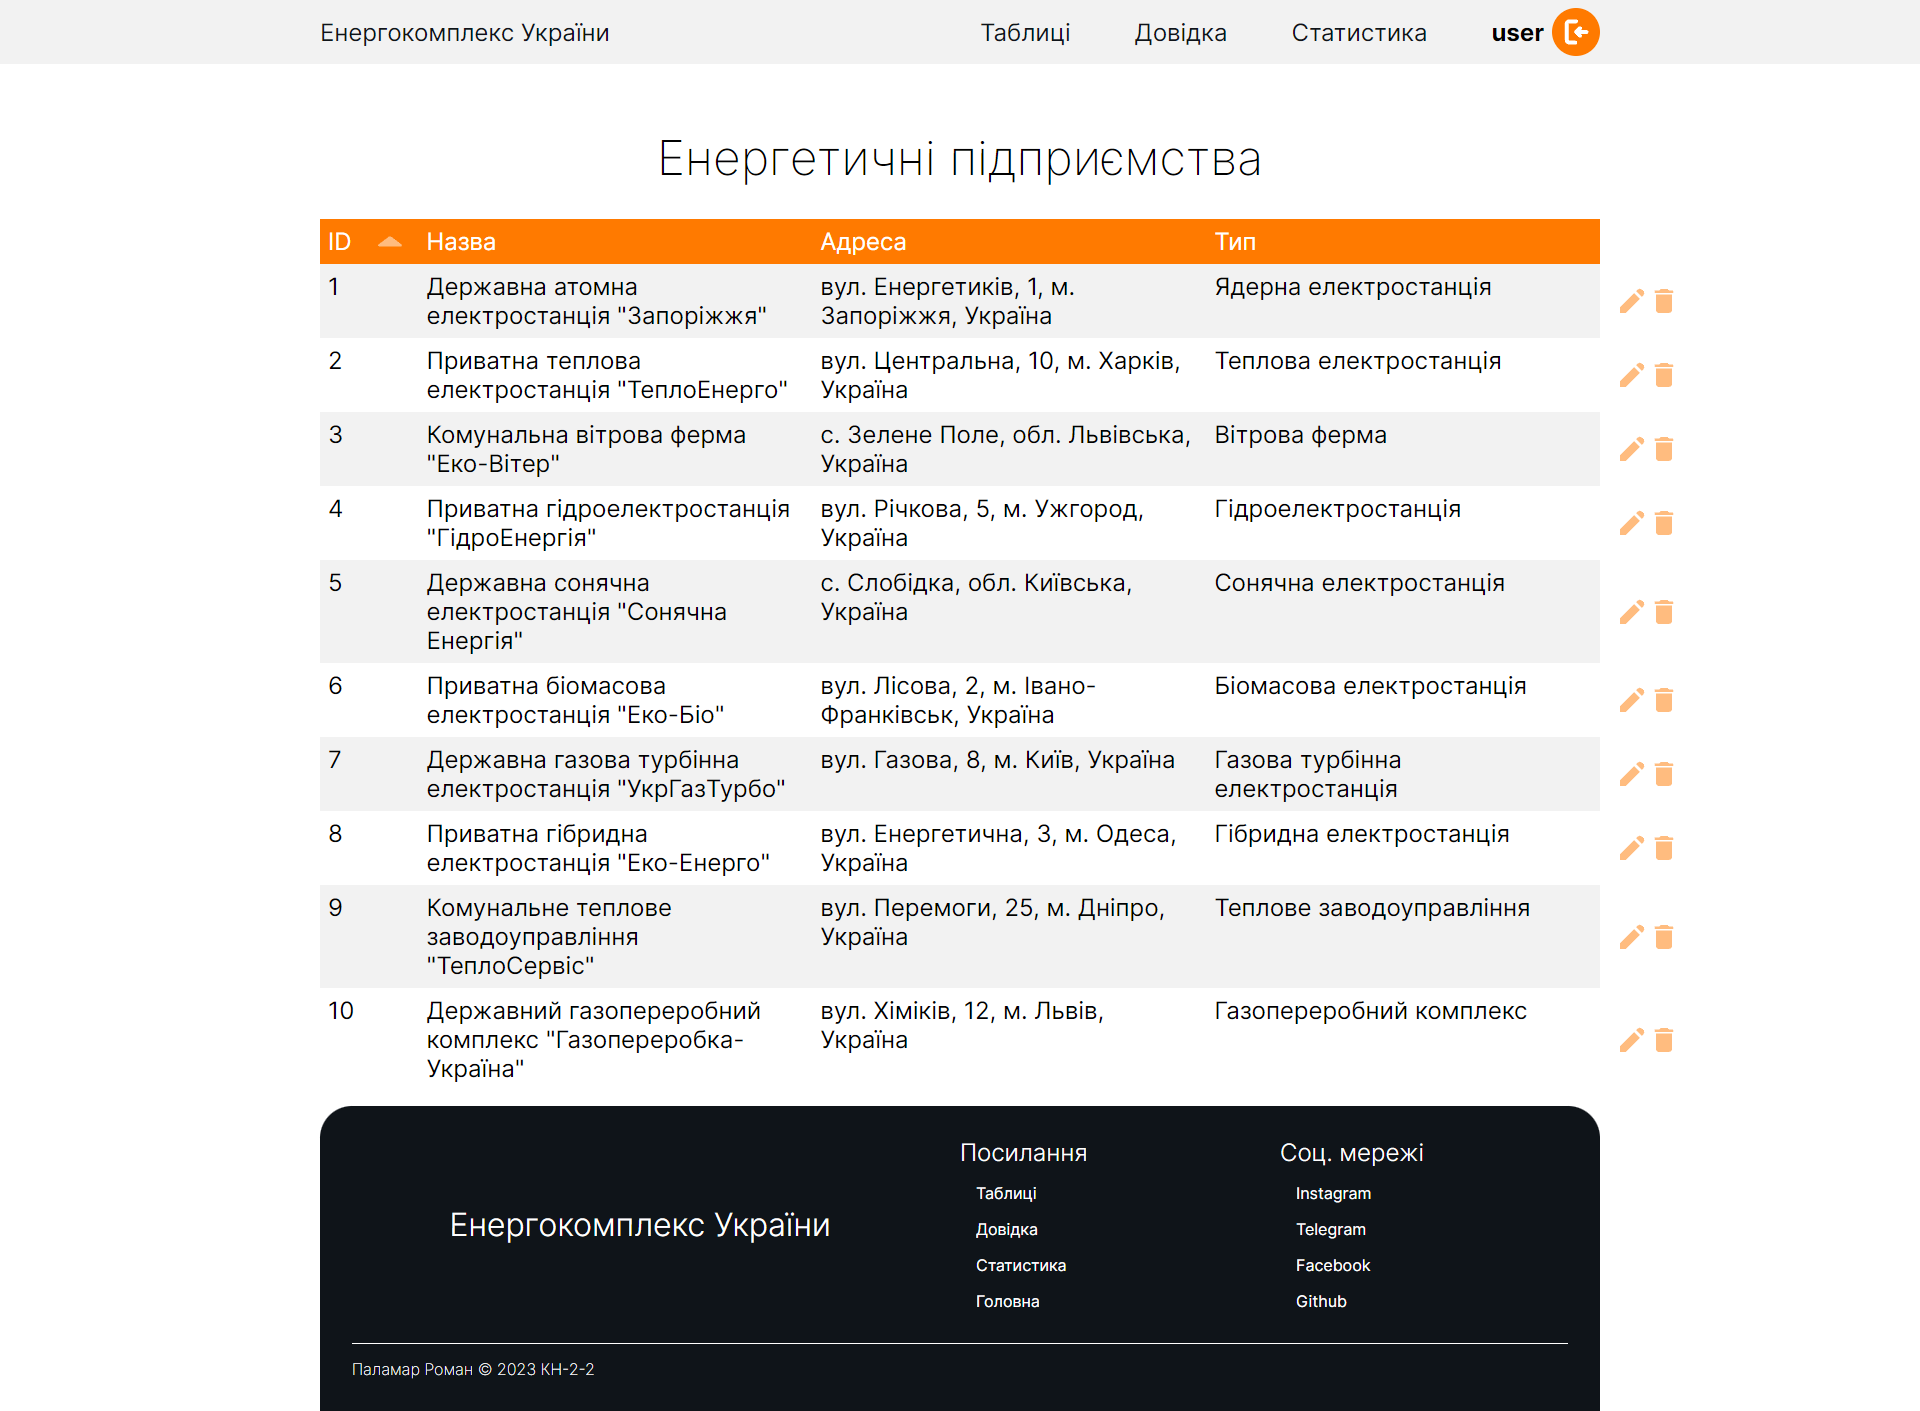 Енергокомплекс України
Таблиці
Довідка
Статистика
user
Енергетичні підприємства
ID Назва Адреса Тип
1 Державна атомна вул. Енергетиків, 1, м. Ядерна електростанція
електростанція "Запоріжжя" Запоріжжя, Україна
2 Приватна теплова вул. Центральна, 10, м. Харків, Теплова електростанція
електростанція "ТеплоЕнерго" Україна
3 Комунальна вітрова ферма с. Зелене Поле, обл. Львівська, Вітрова ферма
"Еко-Вітер" Україна
4 Приватна гідроелектростанція вул. Річкова, 5, м. Ужгород, Гідроелектростанція
"ГідроЕнергія" Україна
5 Державна сонячна с. Слобідка, обл. Київська, Сонячна електростанція
електростанція "Сонячна Україна
Енергія"
6 Приватна біомасова вул. Лісова, 2, м. Івано- Біомасова електростанція
електростанція "Еко-Біо" Франківськ, Україна
7 Державна газова турбінна вул. Газова, 8, м. Київ, Україна Газова турбінна
електростанція "УкрГазТурбо" електростанція
8 Приватна гібридна вул. Енергетична, 3, м. Одеса, Гібридна електростанція
електростанція "Еко-Енерго" Україна
9 Комунальне теплове вул. Перемоги, 25, м. Дніпро, Теплове заводоуправління
заводоуправління Україна
"ТеплоСервіс"
10 Державний газопереробний вул. Хіміків, 12, м. Львів, Газопереробний комплекс
комплекс "Газопереробка- Україна
Україна"
Енергокомплекс України
Посилання
Таблиці
Довідка
Статистика
Головна
Соц. мережі
Instagram
Telegram
Facebook
Github
Паламар Роман © 2023 КН-2-2